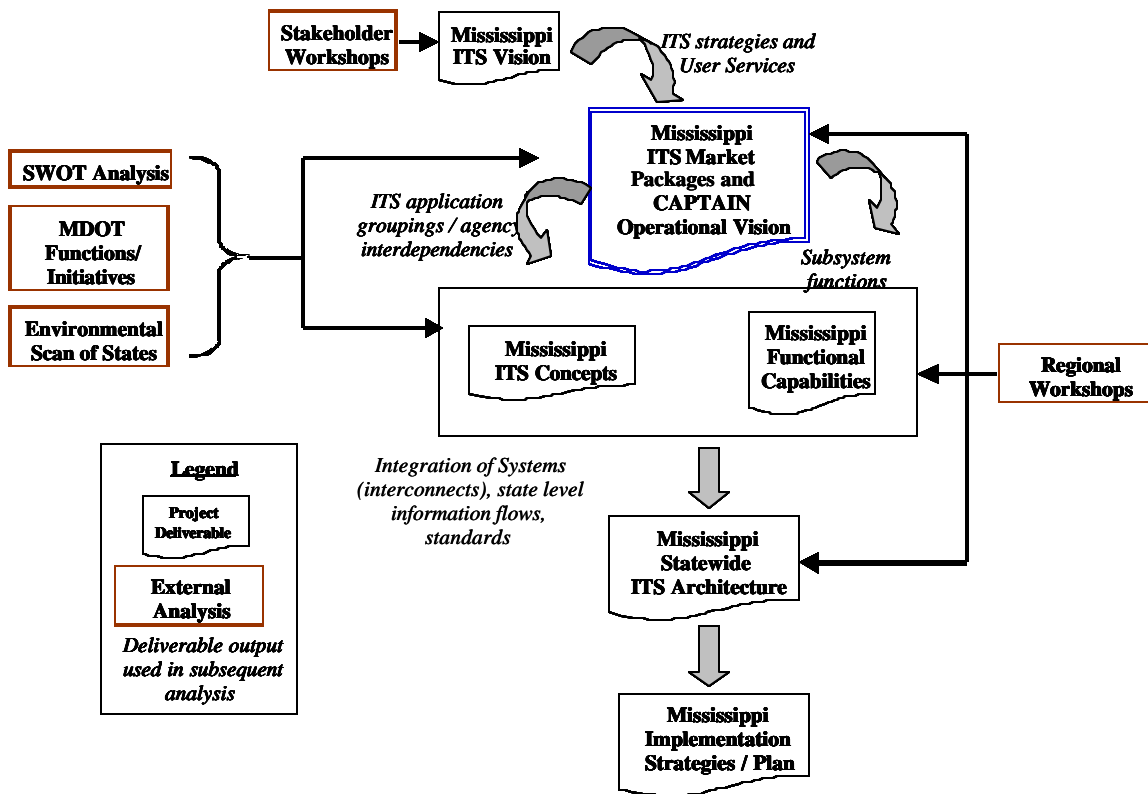 Stakeholder
Workshops
Mississippi
ITS Vision
ITS strategies and
User Services
Mississippi
ITS Market
Packages and
CAPTAIN
Operational Vision
SWOT Analysis
MDOT
Functions/
Initiatives
Environmental
Scan of States
ITS application
groupings / agency
interdependencies
Subsystem
functions
Mississippi
ITS Concepts
Mississippi
Functional
Capabilities
Regional
Workshops
Legend
Project
Deliverable
External
Analysis
Deliverable output
used in subsequent
analysis
Integration of Systems
(interconnects), state level
information flows,
standards
Mississippi
Statewide
ITS Architecture
Mississippi
Implementation
Strategies / Plan